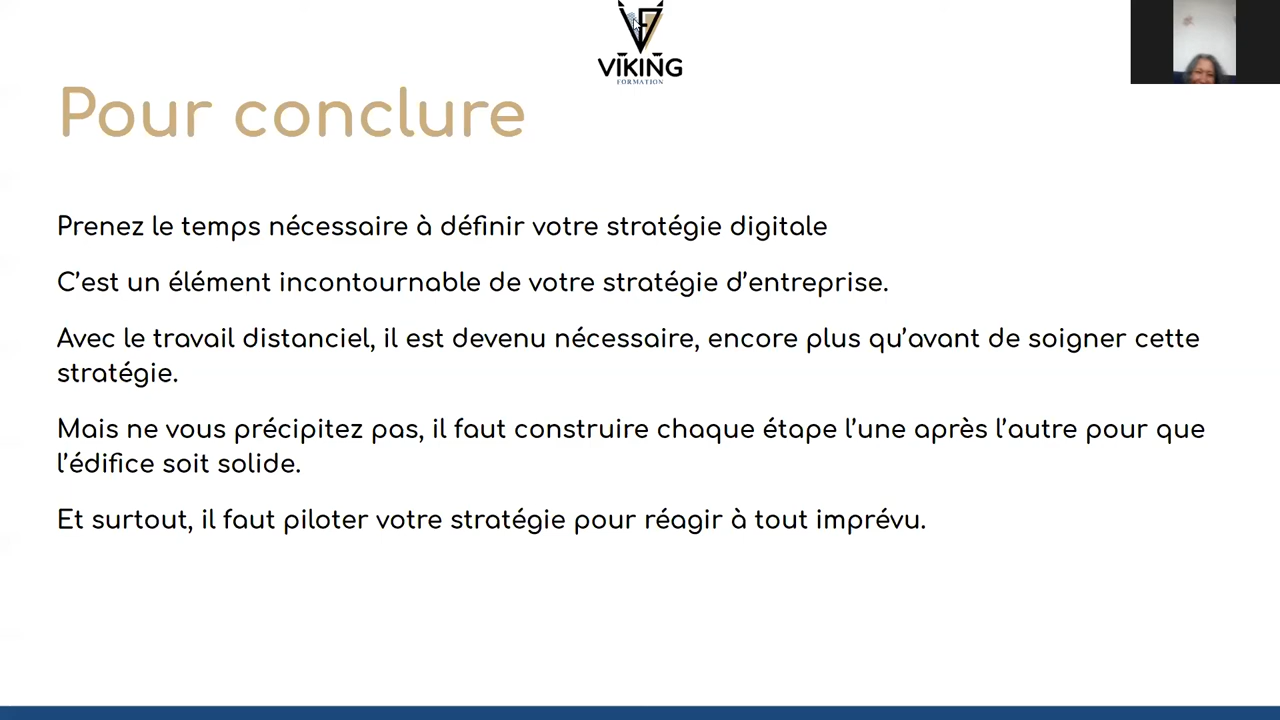 VIKING
FORMATION
Pour conclure
Prenez le temps nécessaire à définir votre stratégie digitale
C’est un élément incontournable de votre stratégie d’entreprise.
Avec le travail distanciel, il est devenu nécessaire, encore plus qu’avant de soigner cette
stratégie.
Mais ne vous précipitez pas, il faut construire chaque étape l’une après l’autre pour que
l’édifice soit solide.
Et surtout, il faut piloter votre stratégie pour réagir à tout imprévu.